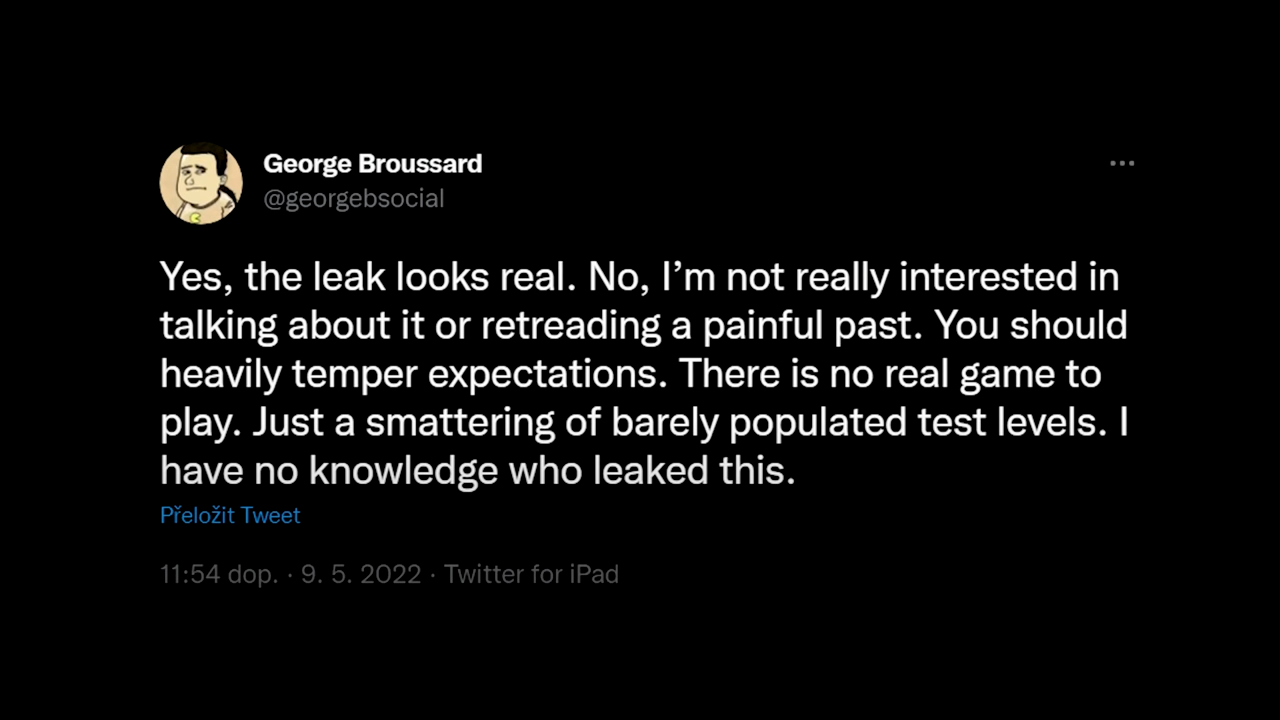 George Broussard
@georgebsocial
Yes, the leak looks real. No, I’m not really interested in
talking about it or retreading a painful past. You should
heavily temper expectations. There is no real game to
play. Just a smattering of barely populated test levels. I
have no knowledge who leaked this.
Přeložit Tweet
11:54 dop. · 9. 5. 2022 · Twitter for iPad